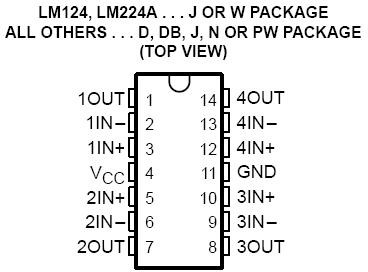 LM124, LM224A . . . J OR W PACKAGE
ALL OTHERS . . . D, DB, J, N OR PW PACKAGE
(TOP VIEW)
1OUT 1 14 4OUT
1IN− 2 13 4IN−
1IN+ 3 12 4IN+
VCC 4 11 GND
2IN+ 5 10 3IN+
2IN− 6 9 3IN−
2OUT 7 8 3OUT